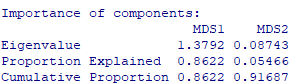 Importance of components:
MDS1 MDS2
Eigenvalue 1.3792 0.08743
Proportion Explained 0.8622 0.05466
Cumulative Proportion 0.8622 0.91687